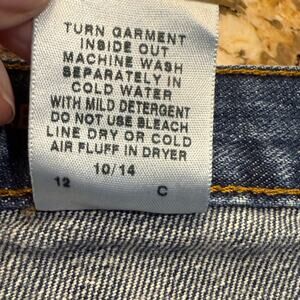 TURN GARMENT
INSIDE OUT
MACHINE WASH
SEPARATELY IN
COLD WATER
WITH MILD DETERGENT
DO NOT USE BLEACH
LINE DRY OR COLD
AIR FLUFF IN DRYER
10/14
12 C